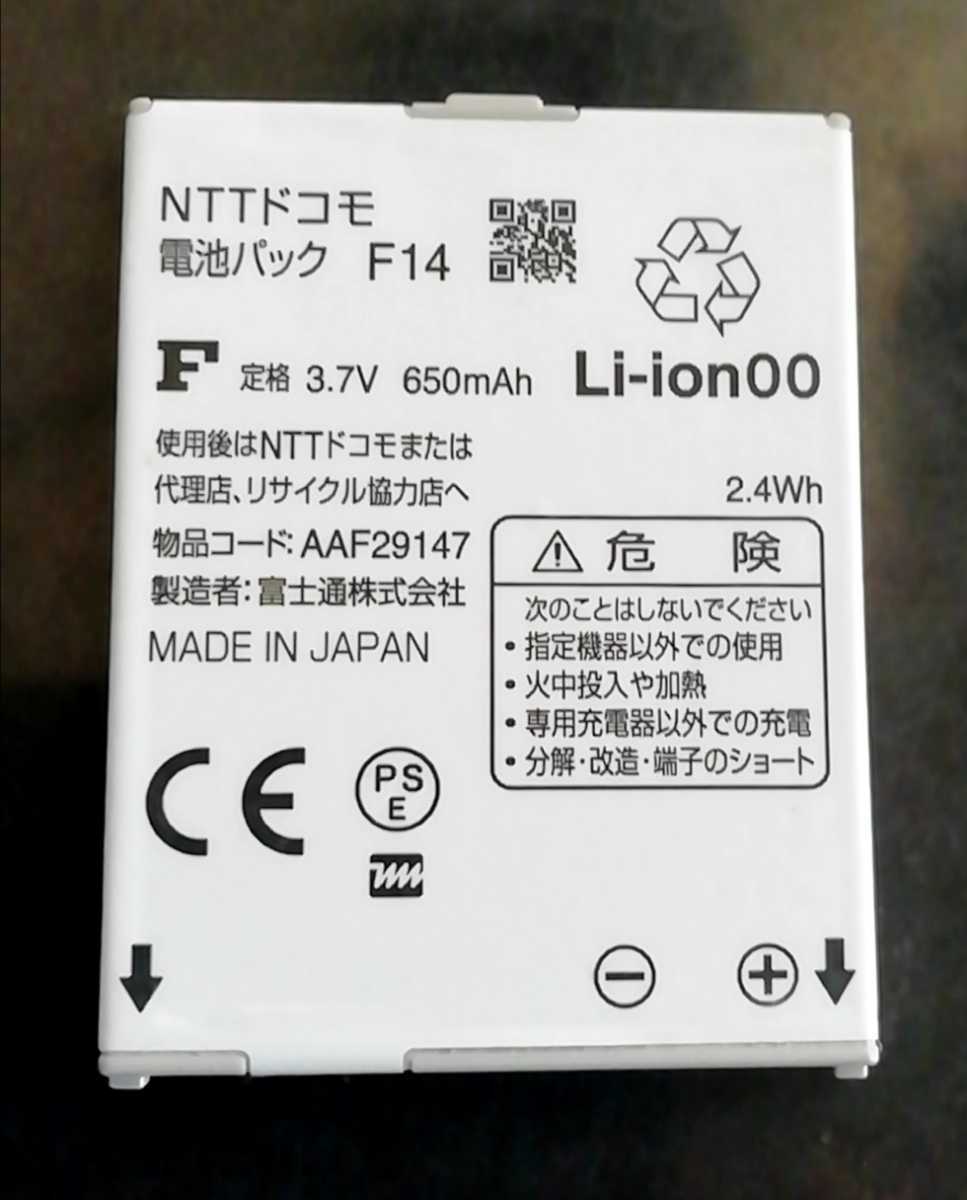 NTTドコモ
電池パック F14
F 定格 3.7V 650mAh Li-ion00
使用後はNTTドコモまたは
代理店、リサイクル協力店へ
2.4Wh
物品コード: AAF29147
製造者: 富士通株式会社
MADE IN JAPAN
危 険
次のことはしないでください
・指定機器以外での使用
・火中投入や加熱
・専用充電器以外での充電
・分解・改造・端子のショート
CE
PS
E
− +